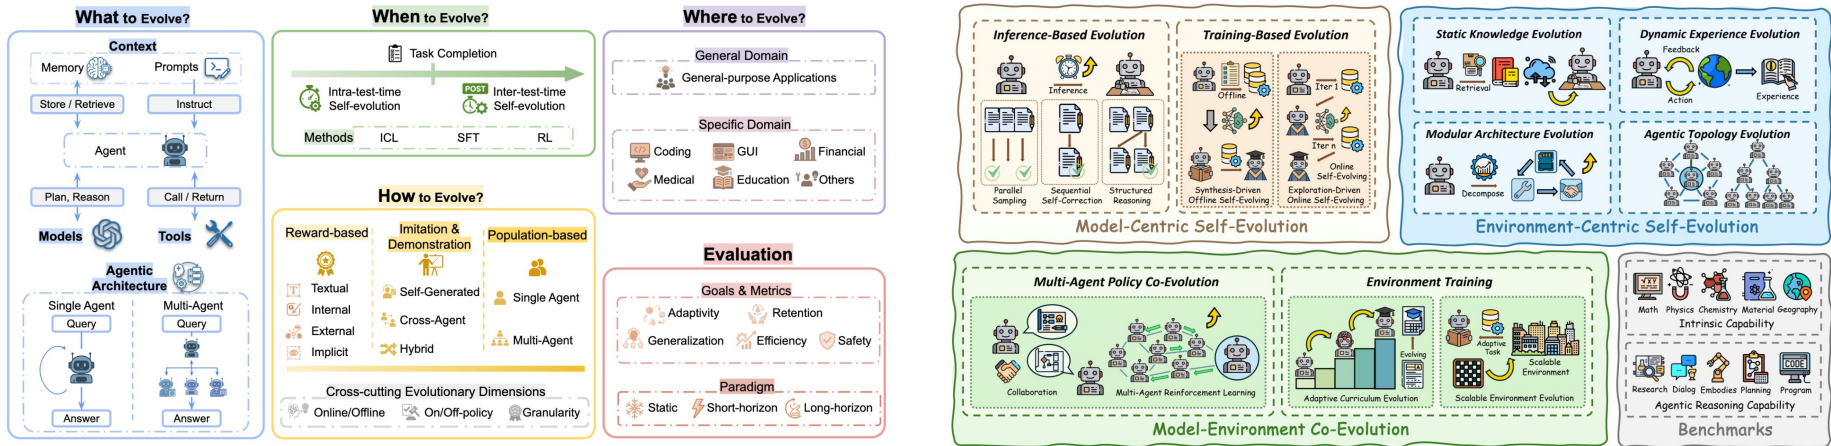 What to Evolve?
Context
Memory
Prompts
Store / Retrieve
Instruct
Agent
Plan, Reason
Call / Return
Models
Tools
Agentic
Architecture
Single Agent
Multi-Agent
Query
Query
Answer
Answer
When to Evolve?
Task Completion
Intra-test-time
Self-evolution
POST
Inter-test-time
Self-evolution
Methods
ICL
SFT
RL
How to Evolve?
Reward-based
Textual
Internal
External
Implicit
Imitation &
Demonstration
Self-Generated
Cross-Agent
Hybrid
Population-based
Single Agent
Multi-Agent
Cross-cutting Evolutionary Dimensions
Online/Offline
On/Off-policy
Granularity
Where to Evolve?
General Domain
General-purpose Applications
Specific Domain
Coding
GUI
Financial
Medical
Education
Others
Evaluation
Goals & Metrics
Adaptivity
Retention
Generalization
Efficiency
Safety
Paradigm
Static
Short-horizon
Long-horizon
Inference-Based Evolution
Inference
Parallel
Sampling
Sequential
Self-Correction
Structured
Reasoning
Training-Based Evolution
Offline
Synthesis-Driven
Offline Self-Evolving
Iter 1
Iter n
Online
Self-Evolving
Exploration-Driven
Online Self-Evolving
Model-Centric Self-Evolution
Static Knowledge Evolution
Retrieval
Dynamic Experience Evolution
Feedback
Action
Experience
Modular Architecture Evolution
Decompose
Agentic Topology Evolution
Environment-Centric Self-Evolution
Multi-Agent Policy Co-Evolution
Collaboration
Multi-Agent Reinforcement Learning
Environment Training
Evolving
Adaptive Curriculum Evolution
Adaptive
Task
Scalable
Environment
Scalable Environment Evolution
Model-Environment Co-Evolution
Math
Physics
Chemistry
Material
Geography
Intrinsic Capability
CODE
Research
Dialog
Embodies
Planning
Program
Agentic Reasoning Capability
Benchmarks